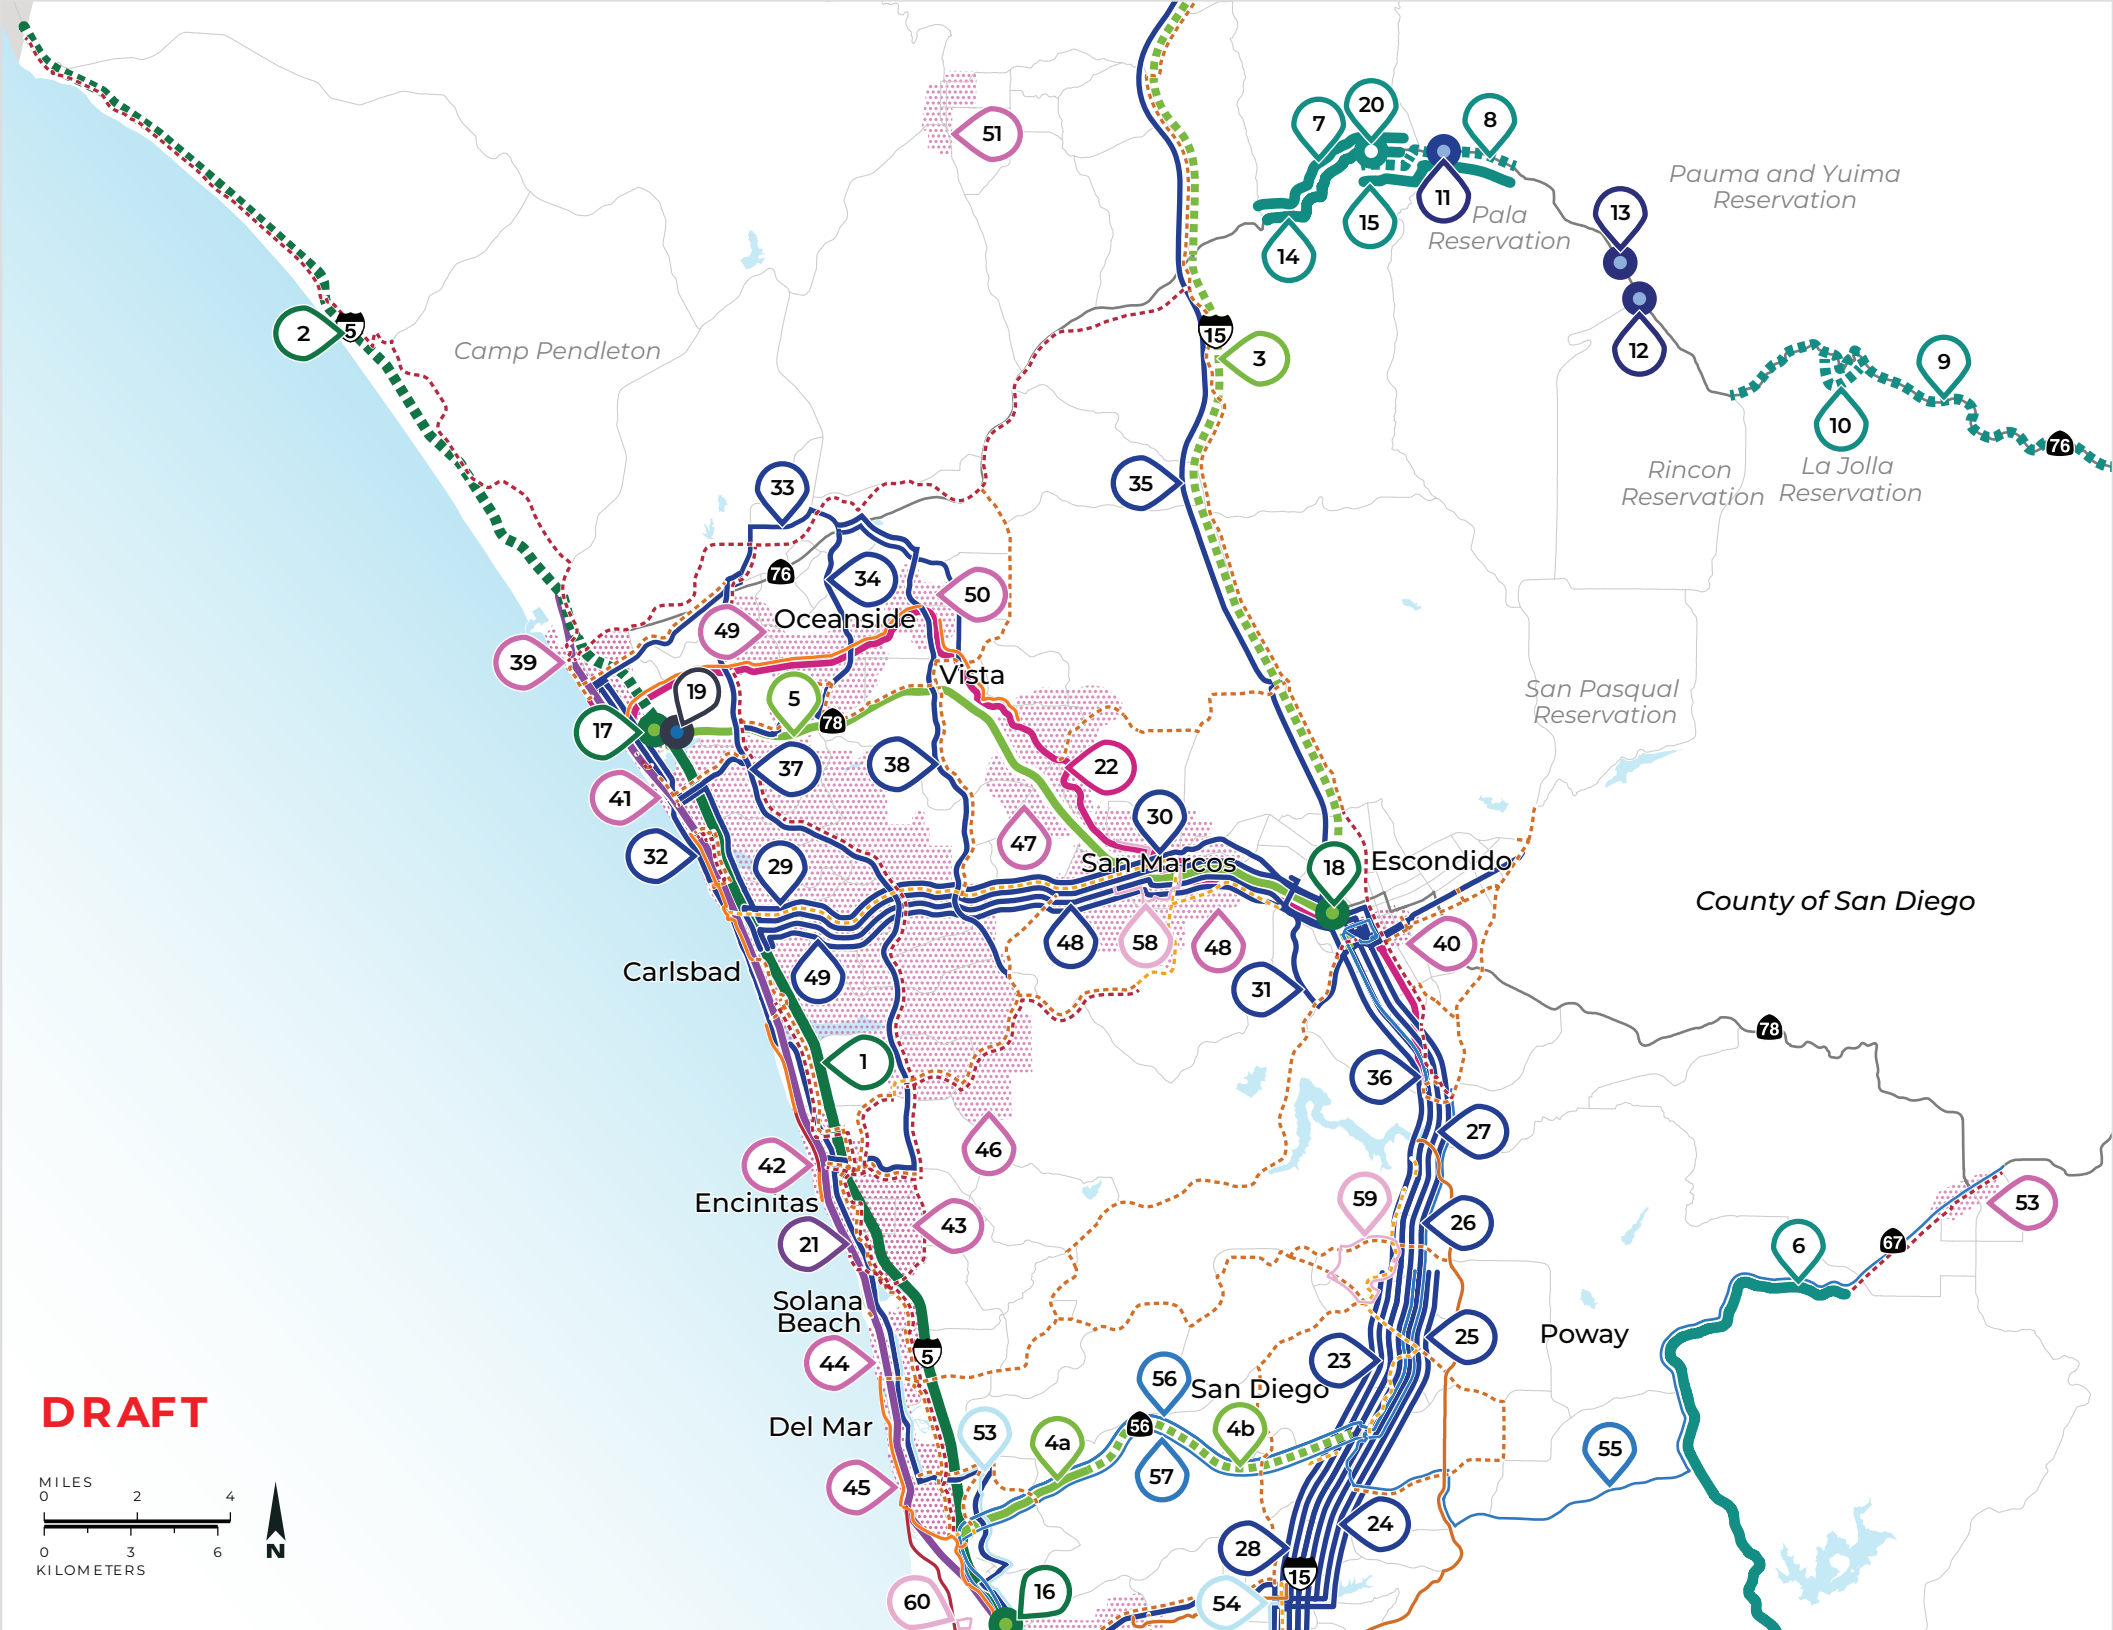 51
7
20
8
11
15
14
Pala
Reservation
Pauma and Yuima
Reservation
13
12
2
5
Camp Pendleton
15
3
9
10
76
Rincon
Reservation
La Jolla
Reservation
33
35
76
34
50
Oceanside
49
39
19
5
Vista
San Pasqual
Reservation
17
78
37
38
22
41
47
30
32
29
San Marcos
18
Escondido
County of San Diego
48
58
48
40
Carlsbad
49
31
78
1
36
27
46
42
Encinitas
43
59
26
53
21
6
67
Solana
Beach
44
5
23
25
Poway
56
San Diego
DRAFT
Del Mar
53
4a
56
4b
55
57
45
MILES
0 2 4
0 3 6
KILOMETERS
N
24
28
15
60
16
54